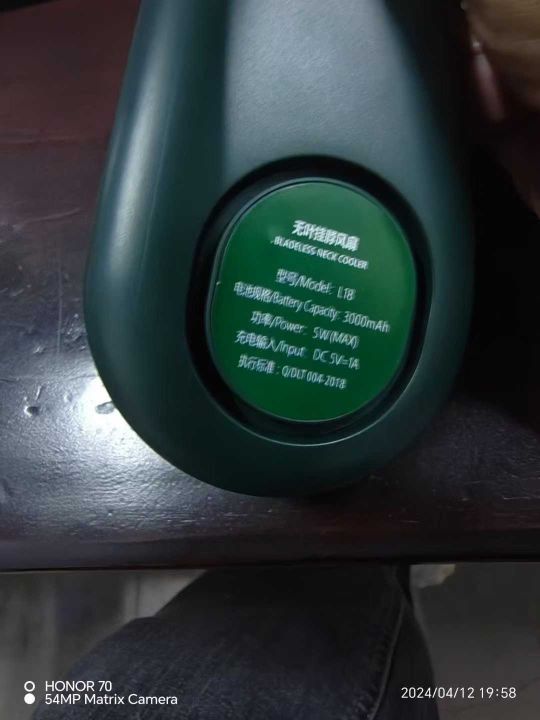 无叶挂脖风扇
BLADELESS NECK COOLER
型号/Model: L18
电池规格/Battery Capacity: 3000mAh
功率/Power: 5W(MAX)
充电输入/Input: DC 5V=1A
执行标准：Q/DLT 004-2018
HONOR 70
54MP Matrix Camera
2024/04/12 19:58